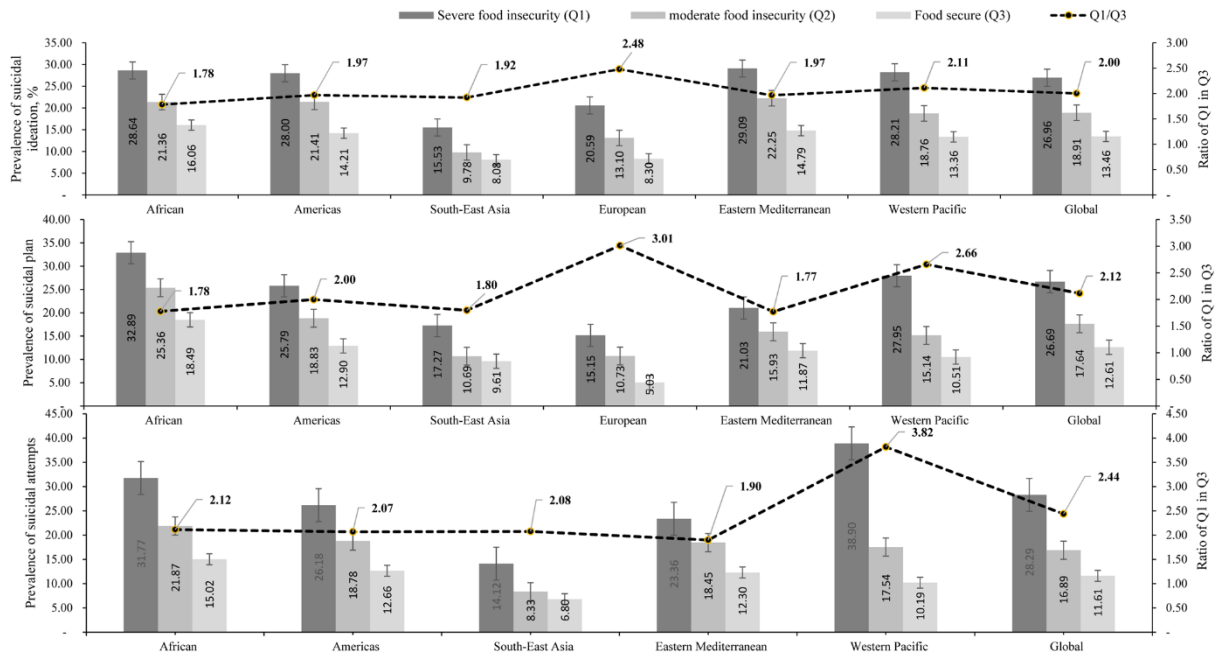 Severe food insecurity (Q1) moderate food insecurity (Q2) Food secure (Q3) Q1/Q3
Prevalence of suicidal
ideation, %
35.00
30.00
25.00
20.00
15.00
10.00
5.00
-
28.64 21.36 16.06
28.00 21.41 14.21
15.53 9.78 8.08
20.59 13.10 8.30
29.09 22.25 14.79
28.21 18.76 13.36
26.96 18.91 13.46
1.78 1.97 1.92 2.48 1.97 2.11 2.00
3.00
2.50
2.00
1.50
1.00
0.50
-
Ratio of Q1 in Q3
African Americas South-East Asia European Eastern Mediterranean Western Pacific Global
Prevalence of suicidal plan
40.00
35.00
30.00
25.00
20.00
15.00
10.00
5.00
-
32.89 25.36 18.49
25.79 18.83 12.90
17.27 10.69 9.61
15.15 10.73 5.03
21.03 15.93 11.87
27.95 15.14 10.51
26.69 17.64 12.61
1.78 2.00 1.80 3.01 1.77 2.66 2.12
3.50
3.00
2.50
2.00
1.50
1.00
0.50
-
Ratio of Q1 in Q3
African Americas South-East Asia European Eastern Mediterranean Western Pacific Global
Prevalence of suicidal attempts
40.00
35.00
30.00
25.00
20.00
15.00
10.00
5.00
-
31.77 21.87 15.02
26.18 18.78 12.66
14.12 8.33 6.80
23.36 18.45 12.30
38.90 17.54 10.19
28.29 16.89 11.61
2.12 2.07 2.08 1.90 3.82 2.44
4.50
4.00
3.50
3.00
2.50
2.00
1.50
1.00
0.50
-
Ratio of Q1 in Q3
African Americas South-East Asia Eastern Mediterranean Western Pacific Global